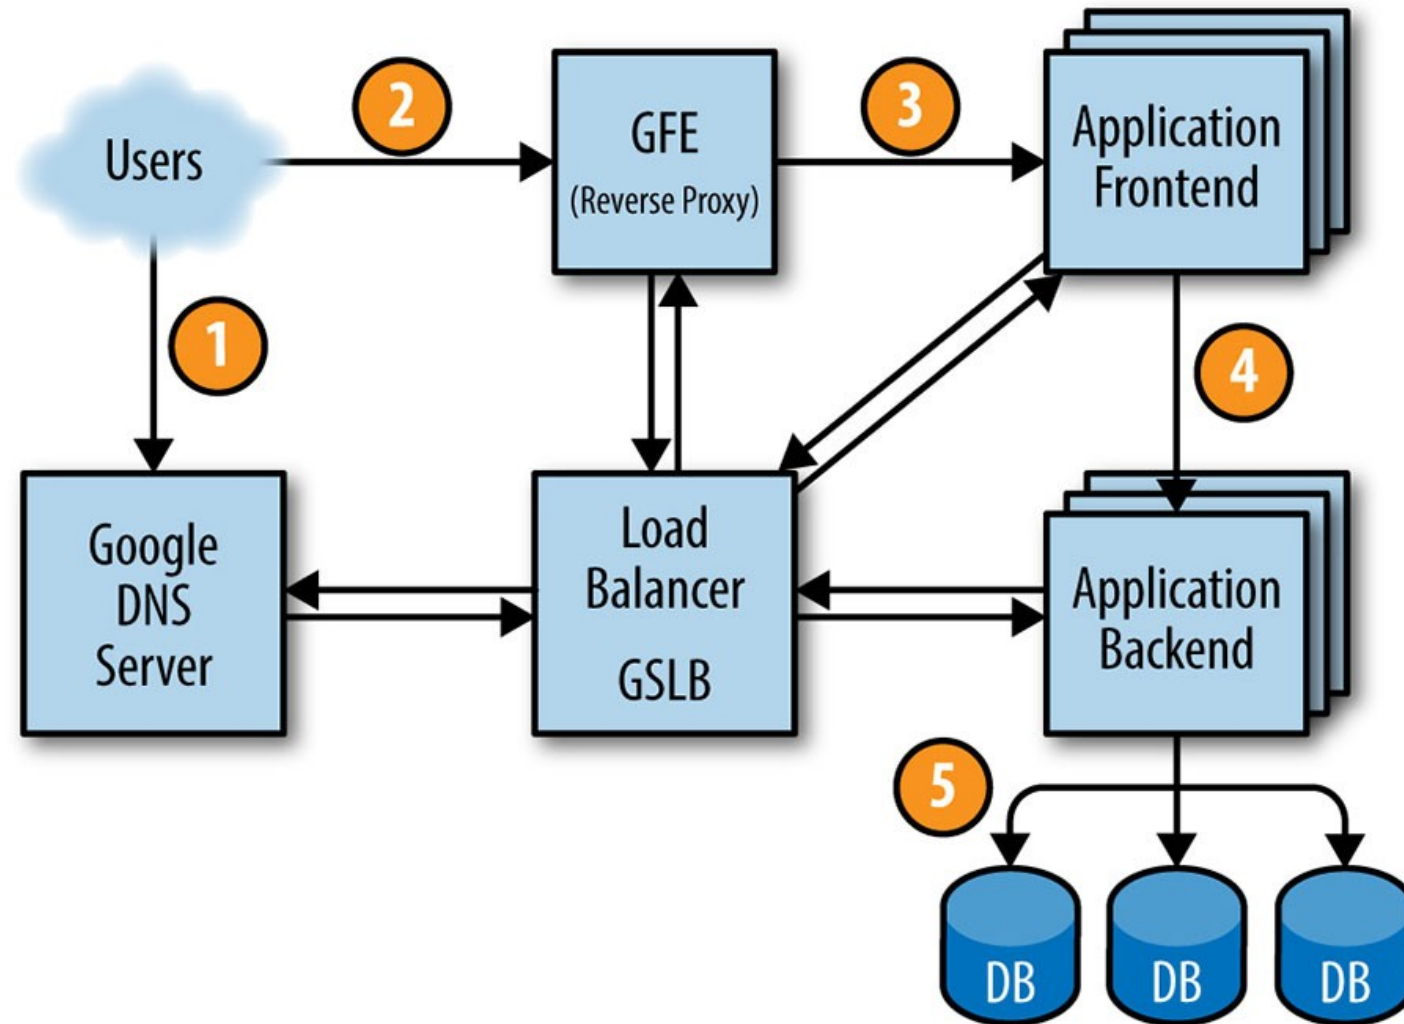 Users
2
GFE
(Reverse Proxy)
3
Application
Frontend
1
4
Google
DNS
Server
Load
Balancer
GSLB
Application
Backend
5
DB
DB
DB